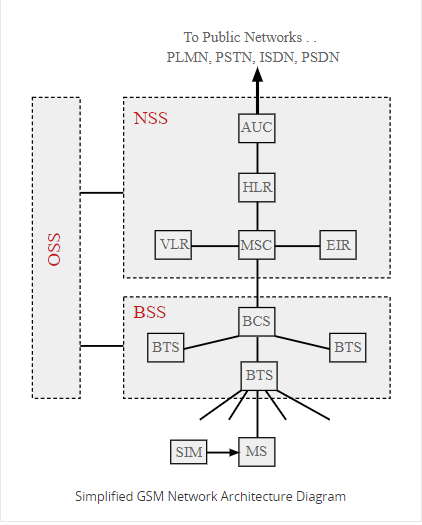 To Public Networks . .
PLMN, PSTN, ISDN, PSDN
NSS
AUC
HLR
VLR
MSC
EIR
OSS
BSS
BCS
BTS
BTS
BTS
SIM
MS
Simplified GSM Network Architecture Diagram